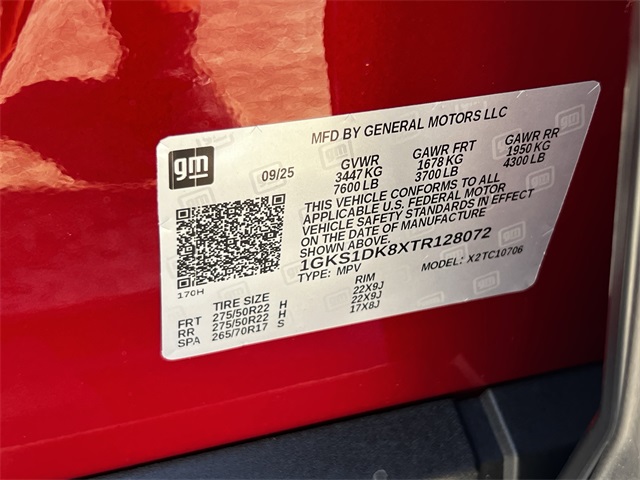 MFD BY GENERAL MOTORS LLC
gm
09/25
GVWR
3447 KG
7600 LB
GAWR FRT
1678 KG
3700 LB
GAWR RR
1950 KG
4300 LB
THIS VEHICLE CONFORMS TO ALL
APPLICABLE U.S. FEDERAL MOTOR
VEHICLE SAFETY STANDARDS IN EFFECT
ON THE DATE OF MANUFACTURE
SHOWN ABOVE.
1GKS1DK8XTR128072
TYPE: MPV MODEL: X2TC10706
170H
TIRE SIZE RIM
FRT 275/50R22 H 22X9J
RR 275/50R22 H 22X9J
SPA 265/70R17 S 17X8J